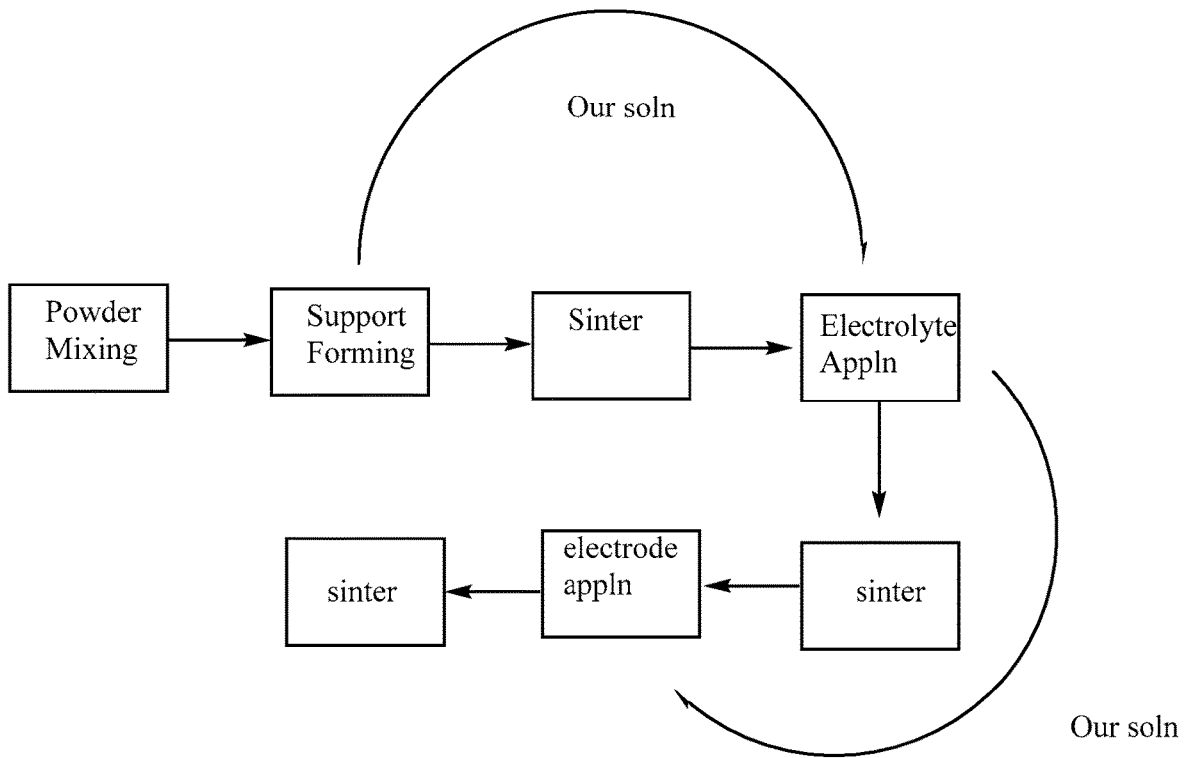 Our soln
Powder
Mixing
Support
Forming
Sinter
Electrolyte
Appln
sinter
electrode
appln
sinter
Our soln